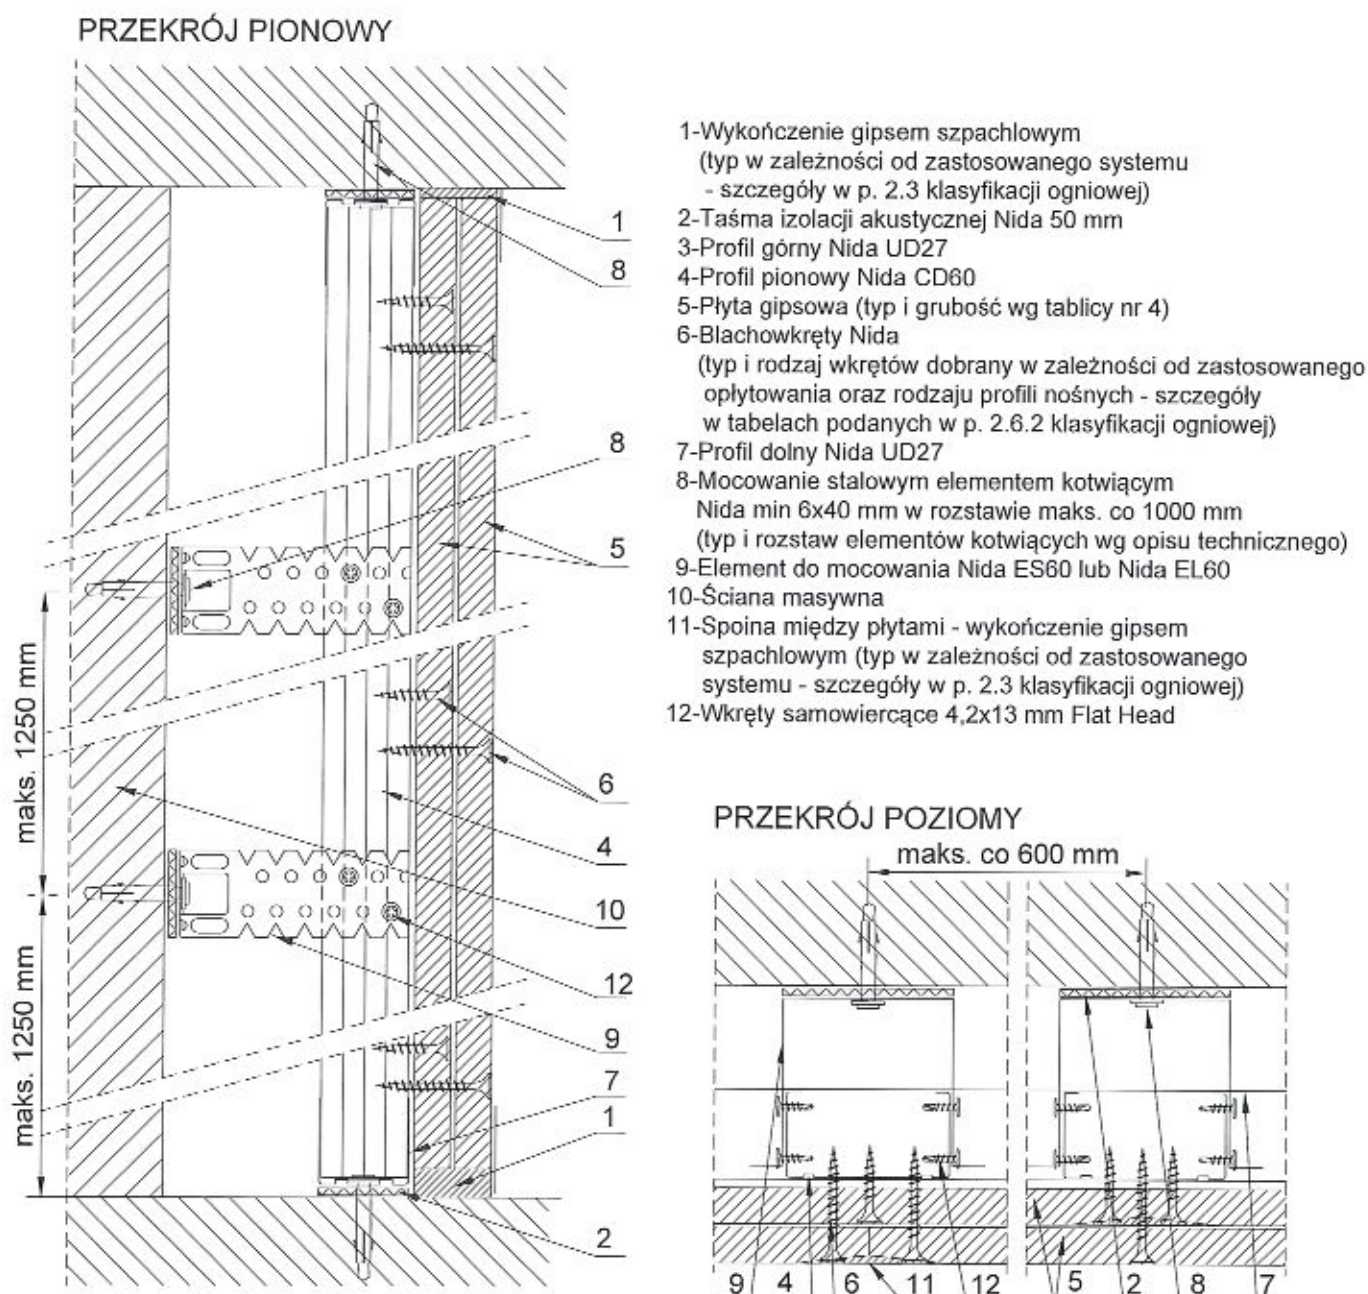 PRZEKRÓJ PIONOWY
1-Wykończenie gipsem szpachlowym
(typ w zależności od zastosowanego systemu
- szczegóły w p. 2.3 klasyfikacji ogniowej)
2-Taśma izolacji akustycznej Nida 50 mm
3-Profil górny Nida UD27
4-Profil pionowy Nida CD60
5-Płyta gipsowa (typ i grubość wg tablicy nr 4)
6-Blachowkręty Nida
(typ i rodzaj wkrętów dobrany w zależności od zastosowanego
opłytowania oraz rodzaju profili nośnych - szczegóły
w tabelach podanych w p. 2.6.2 klasyfikacji ogniowej)
7-Profil dolny Nida UD27
8-Mocowanie stalowym elementem kotwiącym
Nida min 6x40 mm w rozstawie maks. co 1000 mm
(typ i rozstaw elementów kotwiących wg opisu technicznego)
9-Element do mocowania Nida ES60 lub Nida EL60
10-Ściana masywna
11-Spoina między płytami - wykończenie gipsem
szpachlowym (typ w zależności od zastosowanego
systemu - szczegóły w p. 2.3 klasyfikacji ogniowej)
12-Wkręty samowiercące 4,2x13 mm Flat Head
1
8
8
5
6
4
10
12
9
7
1
2
maks. 1250 mm
maks. 1250 mm
PRZEKRÓJ POZIOMY
maks. co 600 mm
9 4 6 11 12 5 2 8 7